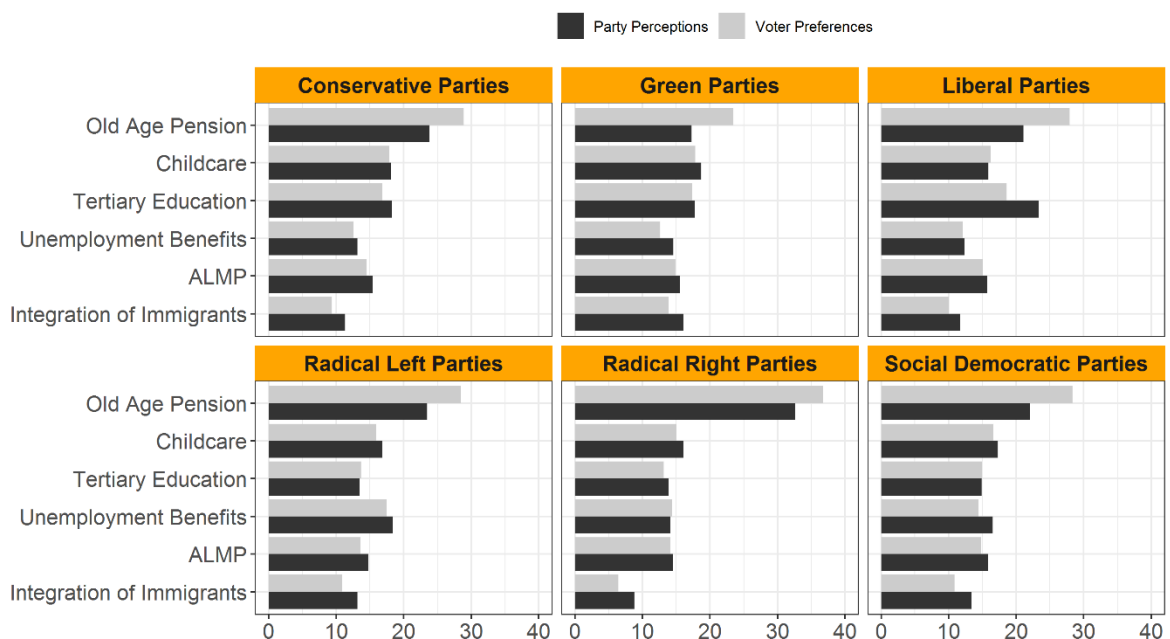 Party Perceptions Voter Preferences
Conservative Parties Green Parties Liberal Parties
Old Age Pension
Childcare
Tertiary Education
Unemployment Benefits
ALMP
Integration of Immigrants
Radical Left Parties Radical Right Parties Social Democratic Parties
Old Age Pension
Childcare
Tertiary Education
Unemployment Benefits
ALMP
Integration of Immigrants
0 10 20 30 40 0 10 20 30 40 0 10 20 30 40